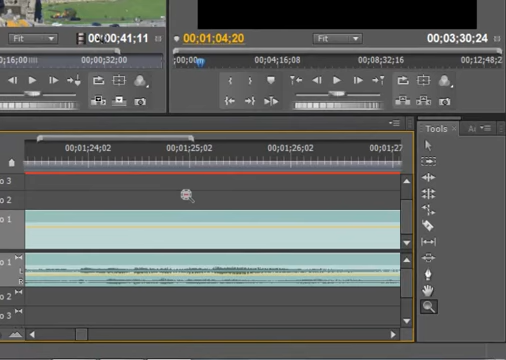 Fit 00;00;41;11
00;01;04;20 Fit 00;03;30;24
;16;00 00;00;32;00
;00;00 00;04;16;08 00;08;32;16 00;12;48;2
Tools ×
00;01;24;02 00;01;25;02 00;01;26;02 00;01;27
o 3
o 2
o 1
o 1
L
R
o 2
o 3